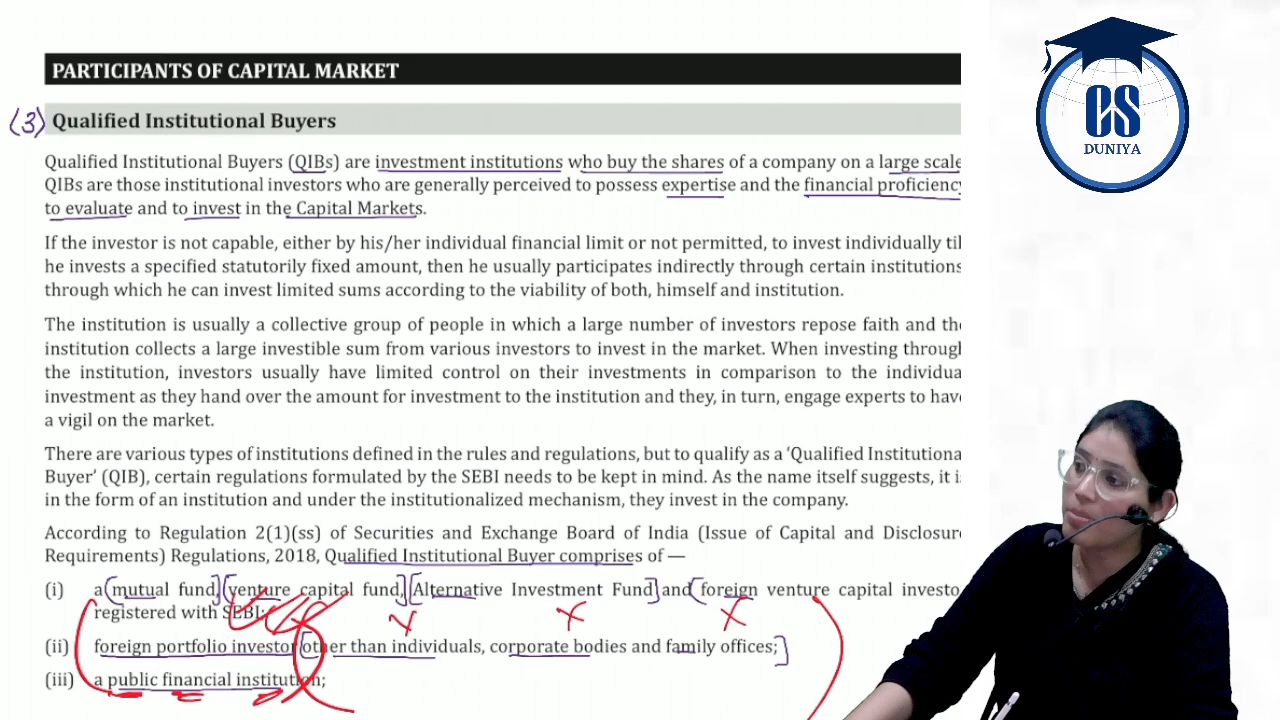 PARTICIPANTS OF CAPITAL MARKET
(3) Qualified Institutional Buyers
Qualified Institutional Buyers (QIBs) are investment institutions who buy the shares of a company on a large scale
QIBs are those institutional investors who are generally perceived to possess expertise and the financial proficiency
to evaluate and to invest in the Capital Markets.
If the investor is not capable, either by his/her individual financial limit or not permitted, to invest individually til
he invests a specified statutorily fixed amount, then he usually participates indirectly through certain institutions
through which he can invest limited sums according to the viability of both, himself and institution.
The institution is usually a collective group of people in which a large number of investors repose faith and the
institution collects a large investible sum from various investors to invest in the market. When investing through
the institution, investors usually have limited control on their investments in comparison to the individua
investment as they hand over the amount for investment to the institution and they, in turn, engage experts to have
a vigil on the market.
There are various types of institutions defined in the rules and regulations, but to qualify as a ‘Qualified Institutiona
Buyer’ (QIB), certain regulations formulated by the SEBI needs to be kept in mind. As the name itself suggests, it i
in the form of an institution and under the institutionalized mechanism, they invest in the company.
According to Regulation 2(1)(ss) of Securities and Exchange Board of India (Issue of Capital and Disclosure
Requirements) Regulations, 2018, Qualified Institutional Buyer comprises of —
(i) a mutual fund, venture capital fund, Alternative Investment Fund and foreign venture capital investo
registered with SEBI;
(ii) foreign portfolio investor other than individuals, corporate bodies and family offices;
(iii) a public financial institution;
CS
DUNIYA